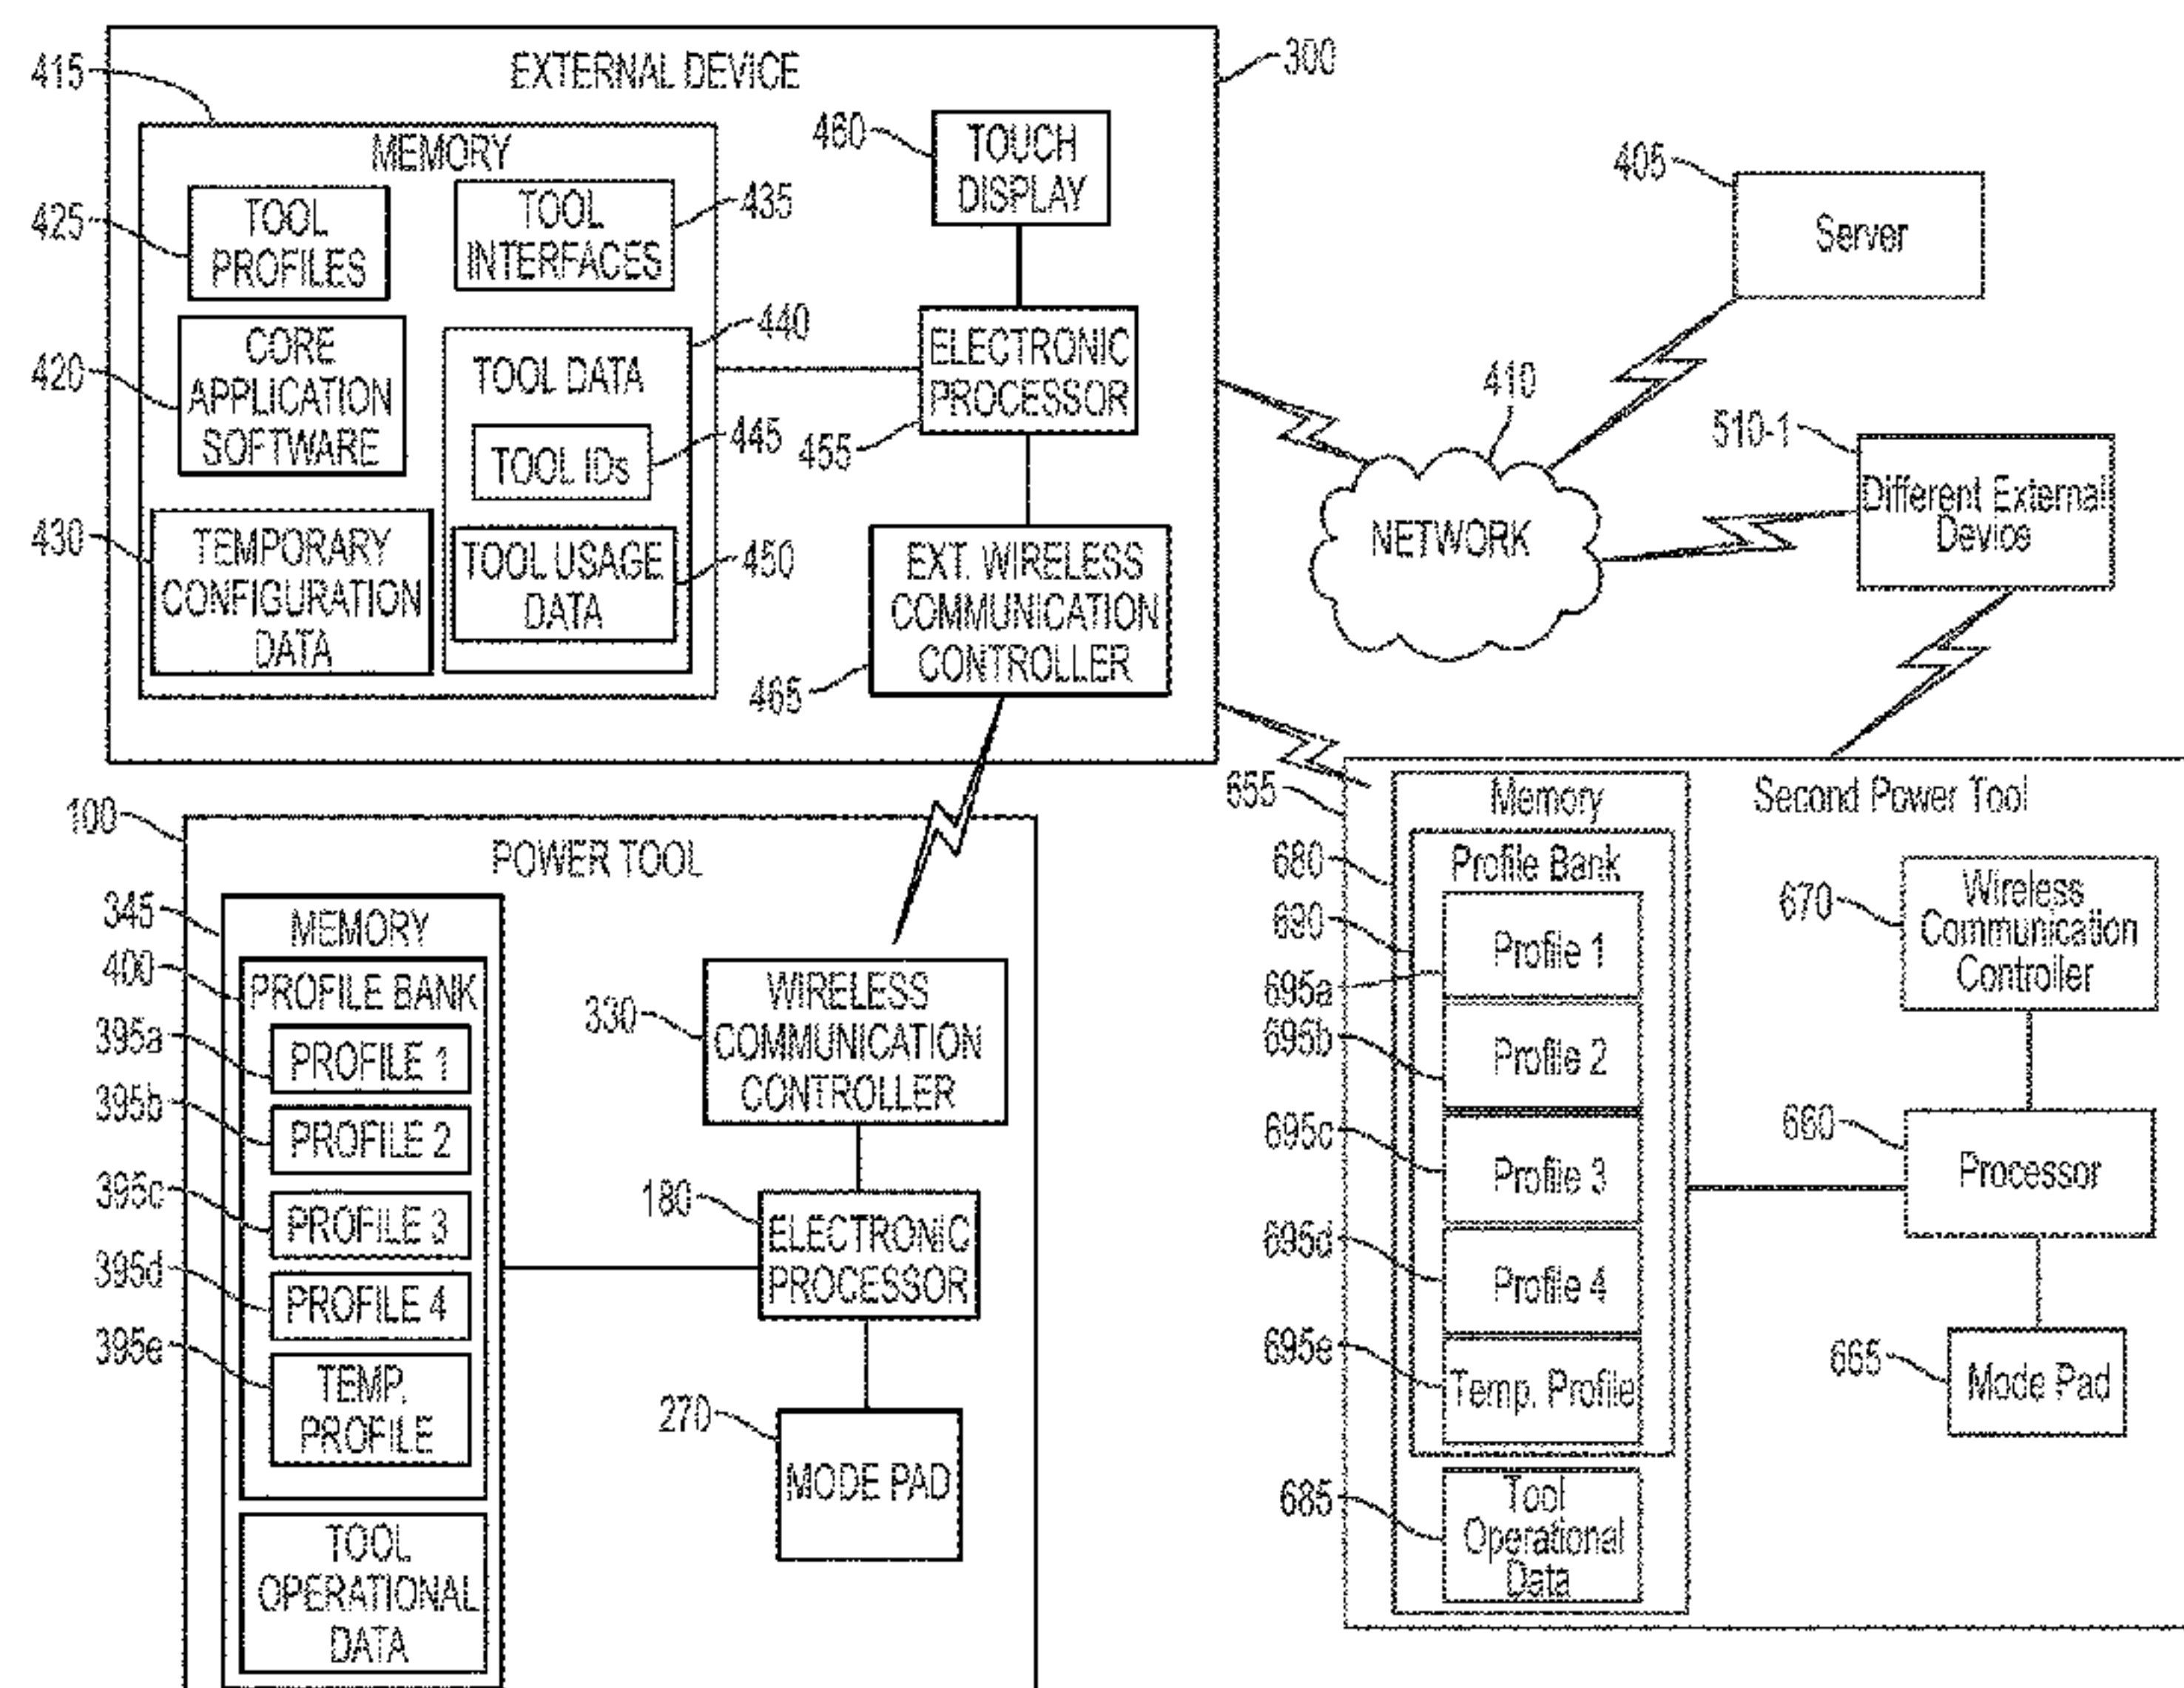 EXTERNAL DEVICE
300
415
MEMORY
425
TOOL
PROFILES
TOOL
INTERFACES
435
420
CORE
APPLICATION
SOFTWARE
440
TOOL DATA
TOOL IDs
445
430
TEMPORARY
CONFIGURATION
DATA
TOOL USAGE
DATA
450
460
TOUCH
DISPLAY
ELECTRONIC
PROCESSOR
455
EXT. WIRELESS
COMMUNICATION
CONTROLLER
465
405
Server
410
NETWORK
510-1
Different External
Device
100
POWER TOOL
345
MEMORY
400
PROFILE BANK
395a
PROFILE 1
395b
PROFILE 2
395c
PROFILE 3
395d
PROFILE 4
395e
TEMP.
PROFILE
TOOL
OPERATIONAL
DATA
330
WIRELESS
COMMUNICATION
CONTROLLER
180
ELECTRONIC
PROCESSOR
270
MODE PAD
655
Second Power Tool
Memory
680
Profile Bank
690
Profile 1
695a
695b
Profile 2
695c
Profile 3
695d
Profile 4
695e
Temp. Profile
685
Tool
Operational
Data
670
Wireless
Communication
Controller
660
Processor
665
Mode Pad